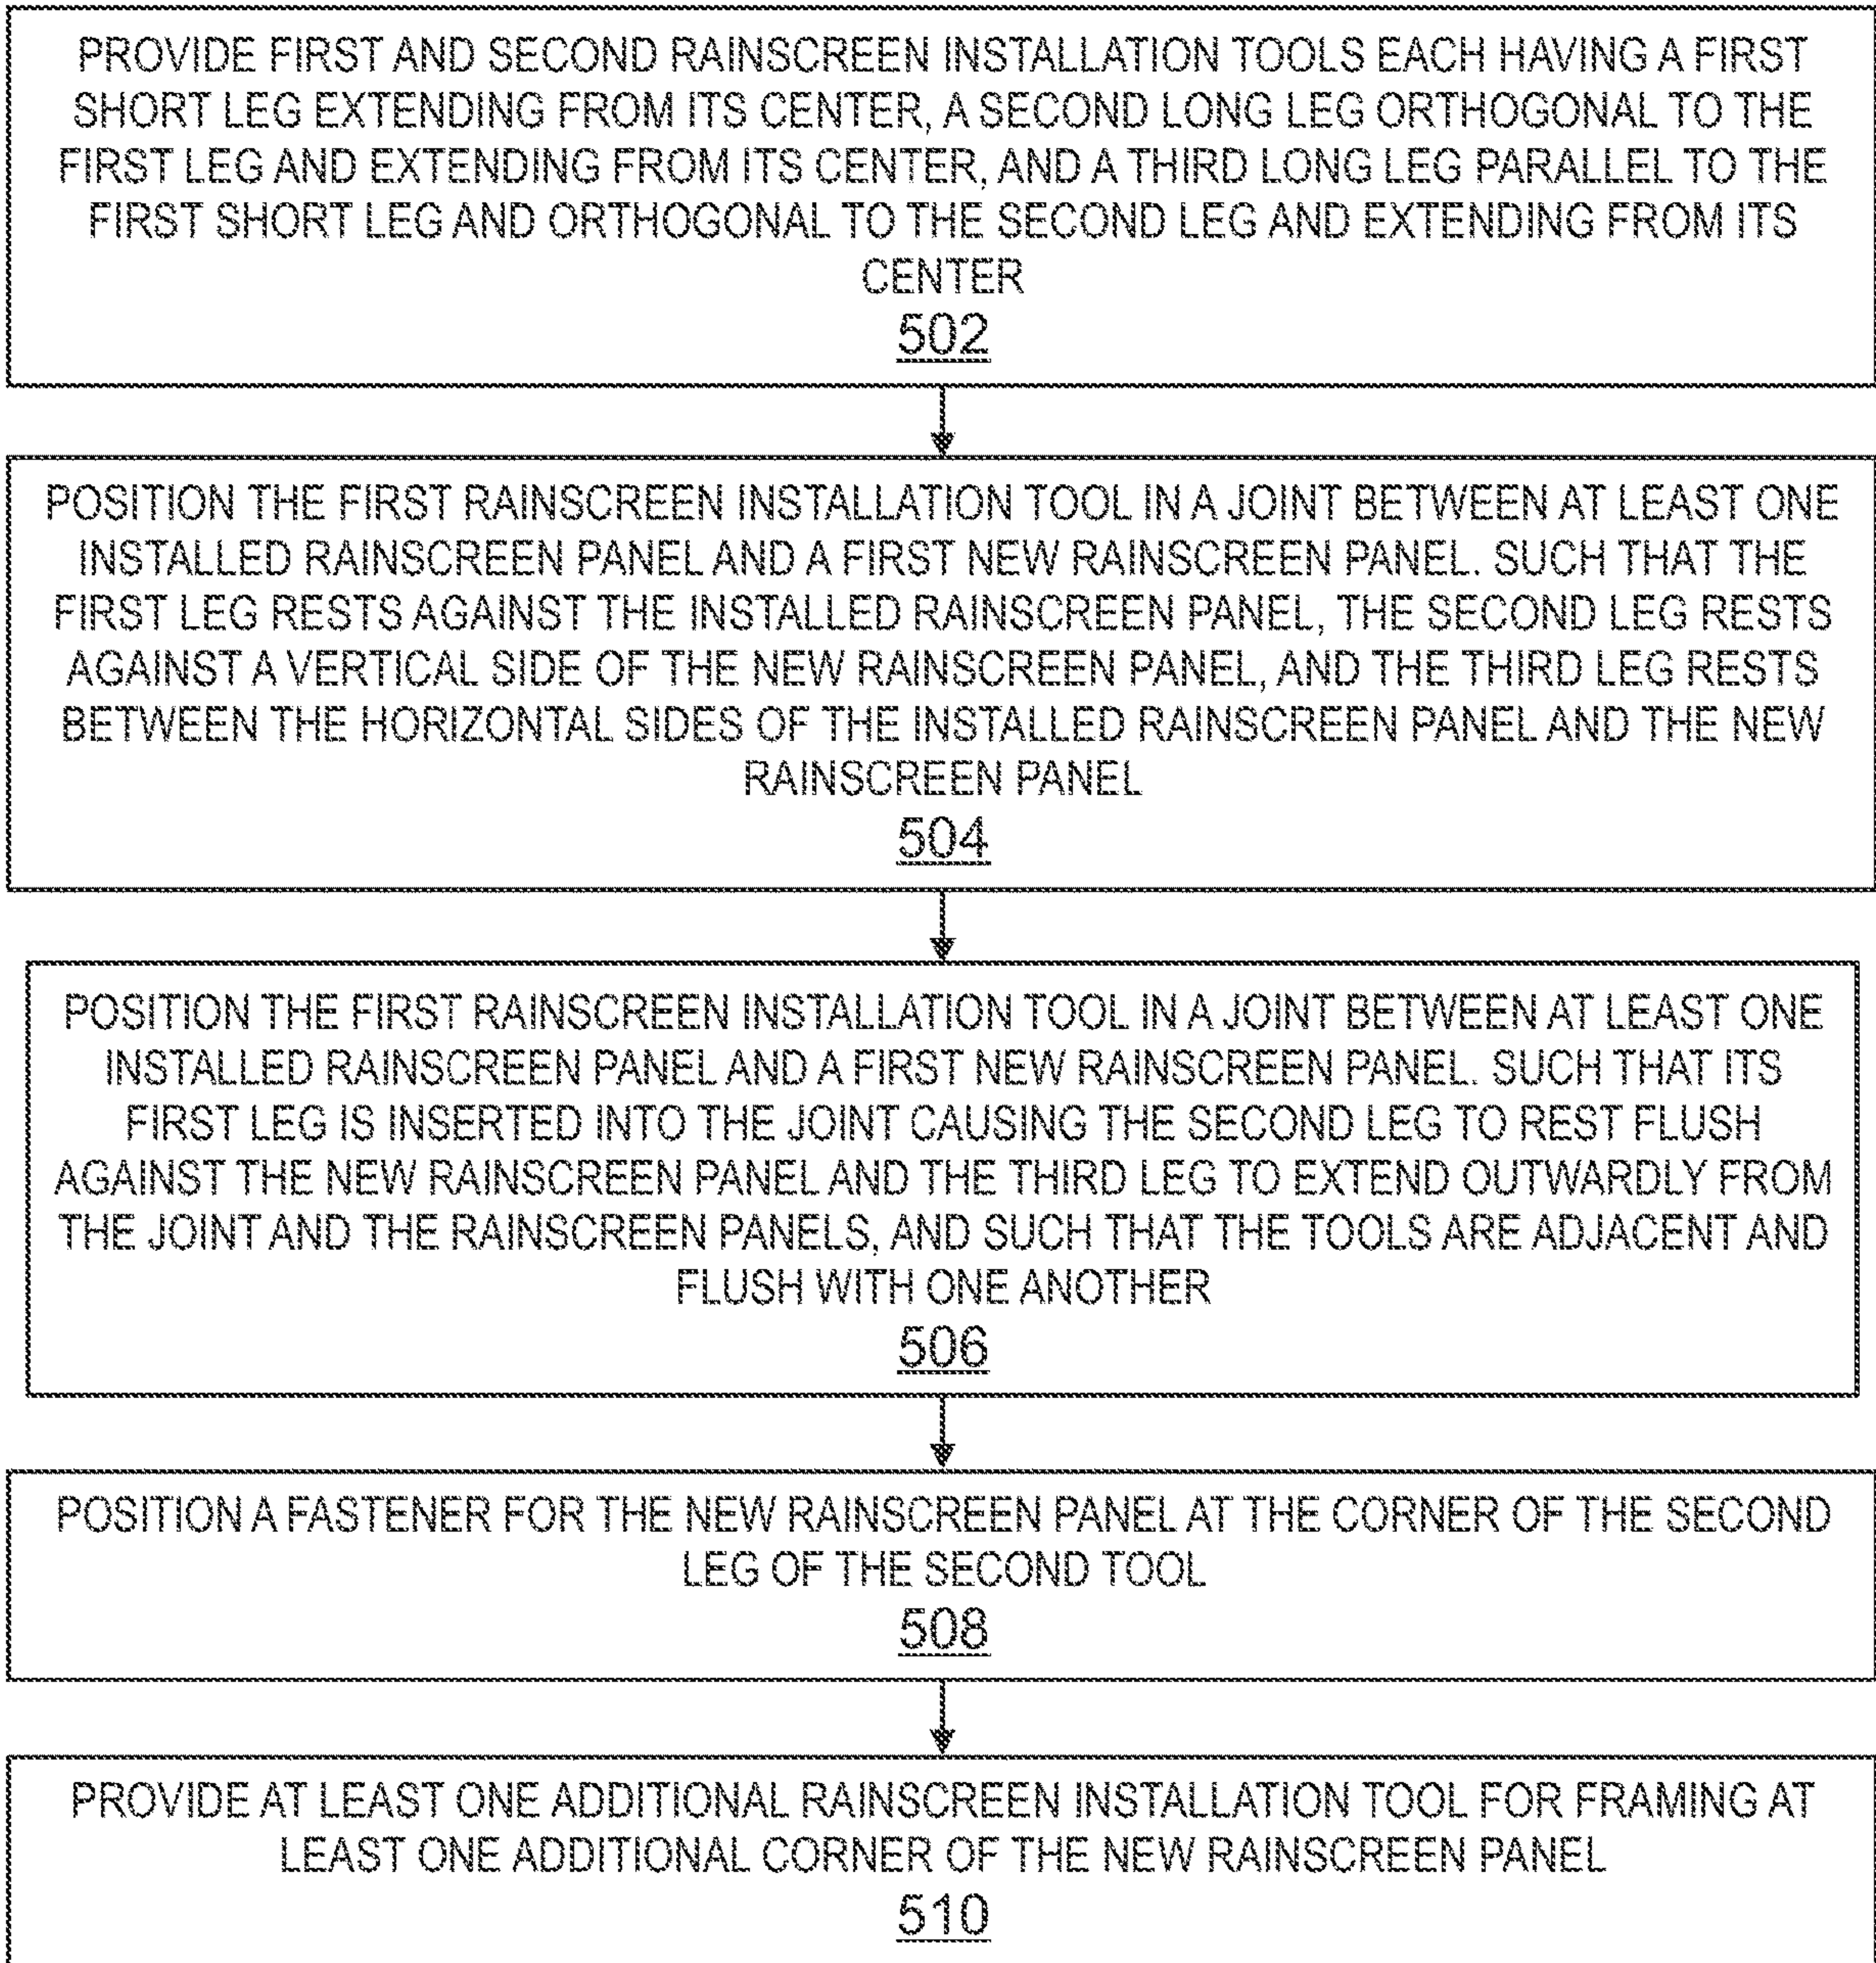 PROVIDE FIRST AND SECOND RAINSCREEN INSTALLATION TOOLS EACH HAVING A FIRST
SHORT LEG EXTENDING FROM ITS CENTER, A SECOND LONG LEG ORTHOGONAL TO THE
FIRST LEG AND EXTENDING FROM ITS CENTER, AND A THIRD LONG LEG PARALLEL TO THE
FIRST SHORT LEG AND ORTHOGONAL TO THE SECOND LEG AND EXTENDING FROM ITS
CENTER
502
POSITION THE FIRST RAINSCREEN INSTALLATION TOOL IN A JOINT BETWEEN AT LEAST ONE
INSTALLED RAINSCREEN PANEL AND A FIRST NEW RAINSCREEN PANEL. SUCH THAT THE
FIRST LEG RESTS AGAINST THE INSTALLED RAINSCREEN PANEL, THE SECOND LEG RESTS
AGAINST A VERTICAL SIDE OF THE NEW RAINSCREEN PANEL, AND THE THIRD LEG RESTS
BETWEEN THE HORIZONTAL SIDES OF THE INSTALLED RAINSCREEN PANEL AND THE NEW
RAINSCREEN PANEL
504
POSITION THE FIRST RAINSCREEN INSTALLATION TOOL IN A JOINT BETWEEN AT LEAST ONE
INSTALLED RAINSCREEN PANEL AND A FIRST NEW RAINSCREEN PANEL. SUCH THAT ITS
FIRST LEG IS INSERTED INTO THE JOINT CAUSING THE SECOND LEG TO REST FLUSH
AGAINST THE NEW RAINSCREEN PANEL AND THE THIRD LEG TO EXTEND OUTWARDLY FROM
THE JOINT AND THE RAINSCREEN PANELS, AND SUCH THAT THE TOOLS ARE ADJACENT AND
FLUSH WITH ONE ANOTHER
506
POSITION A FASTENER FOR THE NEW RAINSCREEN PANEL AT THE CORNER OF THE SECOND
LEG OF THE SECOND TOOL
508
PROVIDE AT LEAST ONE ADDITIONAL RAINSCREEN INSTALLATION TOOL FOR FRAMING AT
LEAST ONE ADDITIONAL CORNER OF THE NEW RAINSCREEN PANEL
510